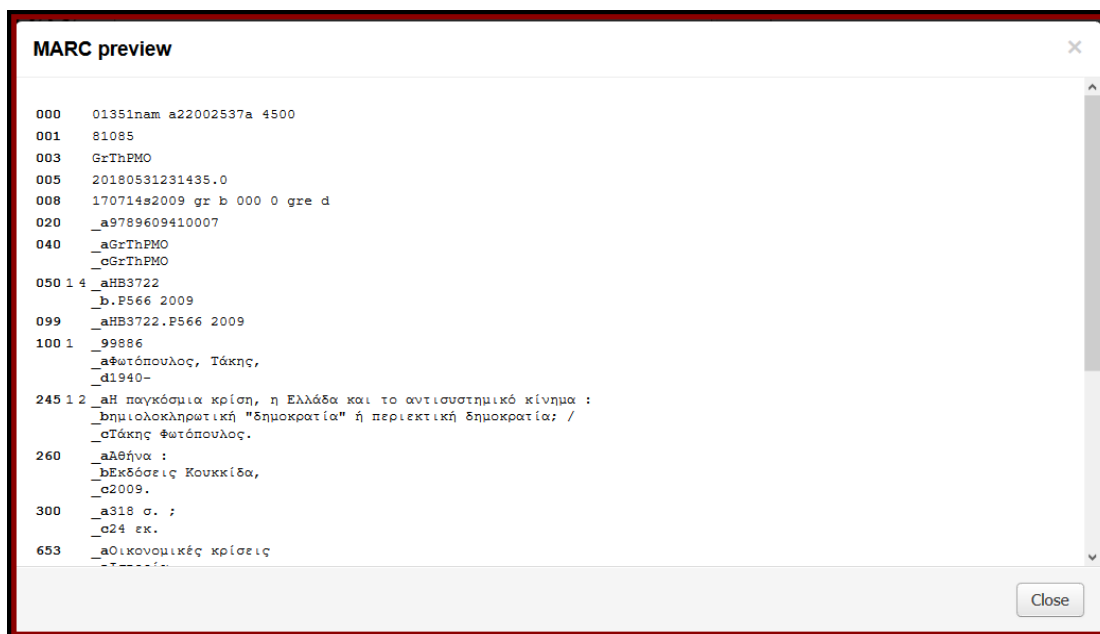 MARC preview
×
000 01351nam a22002537a 4500
001 81085
003 GrThPMO
005 20180531231435.0
008 170714s2009 gr b 000 0 gre d
020 _a9789609410007
040 _aGrThPMO
_cGrThPMO
050 1 4 _aHB3722
_b.P566 2009
099 _aHB3722.P566 2009
100 1 _99886
_aΦωτόπουλος, Τάκης,
_d1940-
245 1 2 _aΗ παγκόσμια κρίση, η Ελλάδα και το αντισυστημικό κίνημα :
_bημιολοκληρωτική "δημοκρατία" ή περιεκτική δημοκρατία; /
_cΤάκης Φωτόπουλος.
260 _aΑθήνα :
_bΕκδόσεις Κουκκίδα,
_c2009.
300 _a318 σ. ;
_c24 εκ.
653 _aΟικονομικές κρίσεις
Close